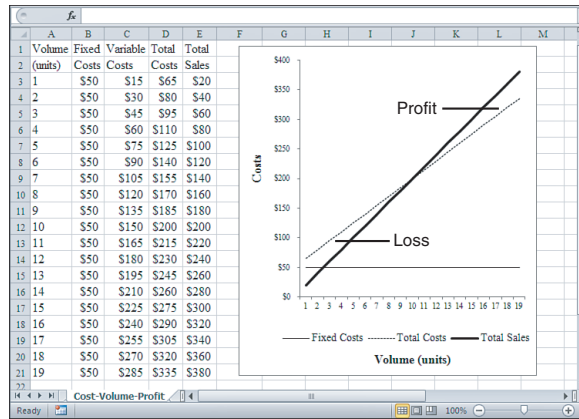 fx
A B C D E F G H I J K L M
1 Volume Fixed Variable Total Total
2 (units) Costs Costs Costs Sales
3 1 $50 $15 $65 $20
4 2 $50 $30 $80 $40
5 3 $50 $45 $95 $60
6 4 $50 $60 $110 $80
7 5 $50 $75 $125 $100
8 6 $50 $90 $140 $120
9 7 $50 $105 $155 $140
10 8 $50 $120 $170 $160
11 9 $50 $135 $185 $180
12 10 $50 $150 $200 $200
13 11 $50 $165 $215 $220
14 12 $50 $180 $230 $240
15 13 $50 $195 $245 $260
16 14 $50 $210 $260 $280
17 15 $50 $225 $275 $300
18 16 $50 $240 $290 $320
19 17 $50 $255 $305 $340
20 18 $50 $270 $320 $360
21 19 $50 $285 $335 $380
22
$400
$350
$300
$250
$200
$150
$100
$50
$0
Costs
Profit
Loss
1 2 3 4 5 6 7 8 9 10 11 12 13 14 15 16 17 18 19
Fixed Costs Total Costs Total Sales
Volume (units)
Cost-Volume-Profit
Ready 100%